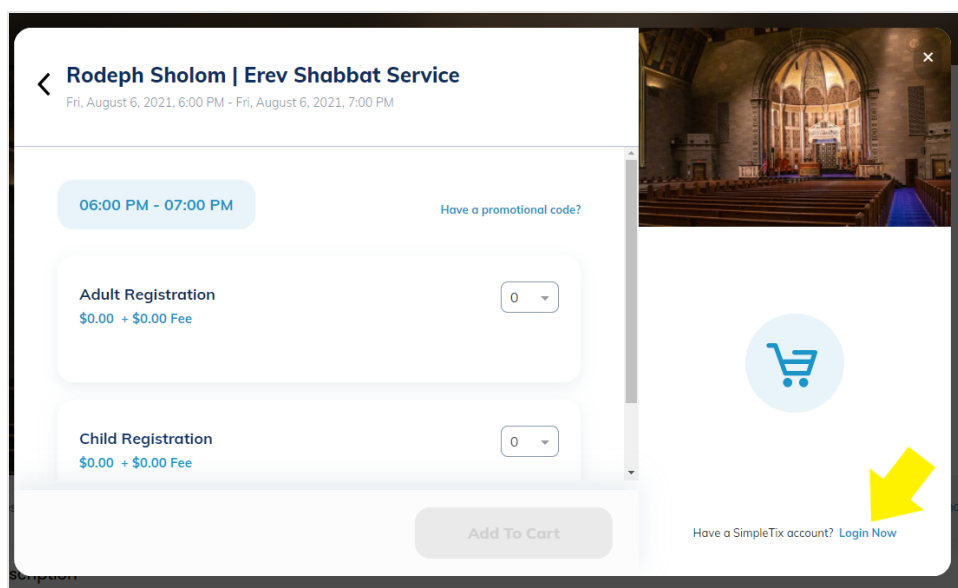 Rodeph Sholom | Erev Shabbat Service
Fri, August 6, 2021, 6:00 PM - Fri, August 6, 2021, 7:00 PM
06:00 PM - 07:00 PM
Have a promotional code?
Adult Registration
0
$0.00 + $0.00 Fee
Child Registration
0
$0.00 + $0.00 Fee
Add To Cart
Have a SimpleTix account? Login Now